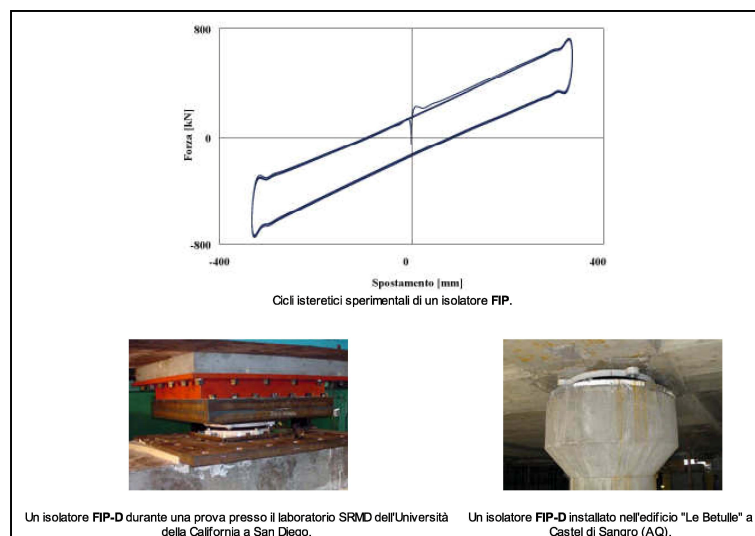 800
Forza [kN]
0
-800
-400
0
400
Spostamento [mm]
Cicli isteretici sperimentali di un isolatore FIP.
Un isolatore FIP-D durante una prova presso il laboratorio SRMD dell'Università
della California a San Diego.
Un isolatore FIP-D installato nell'edificio "Le Betulle" a
Castel di Sangro (AQ).